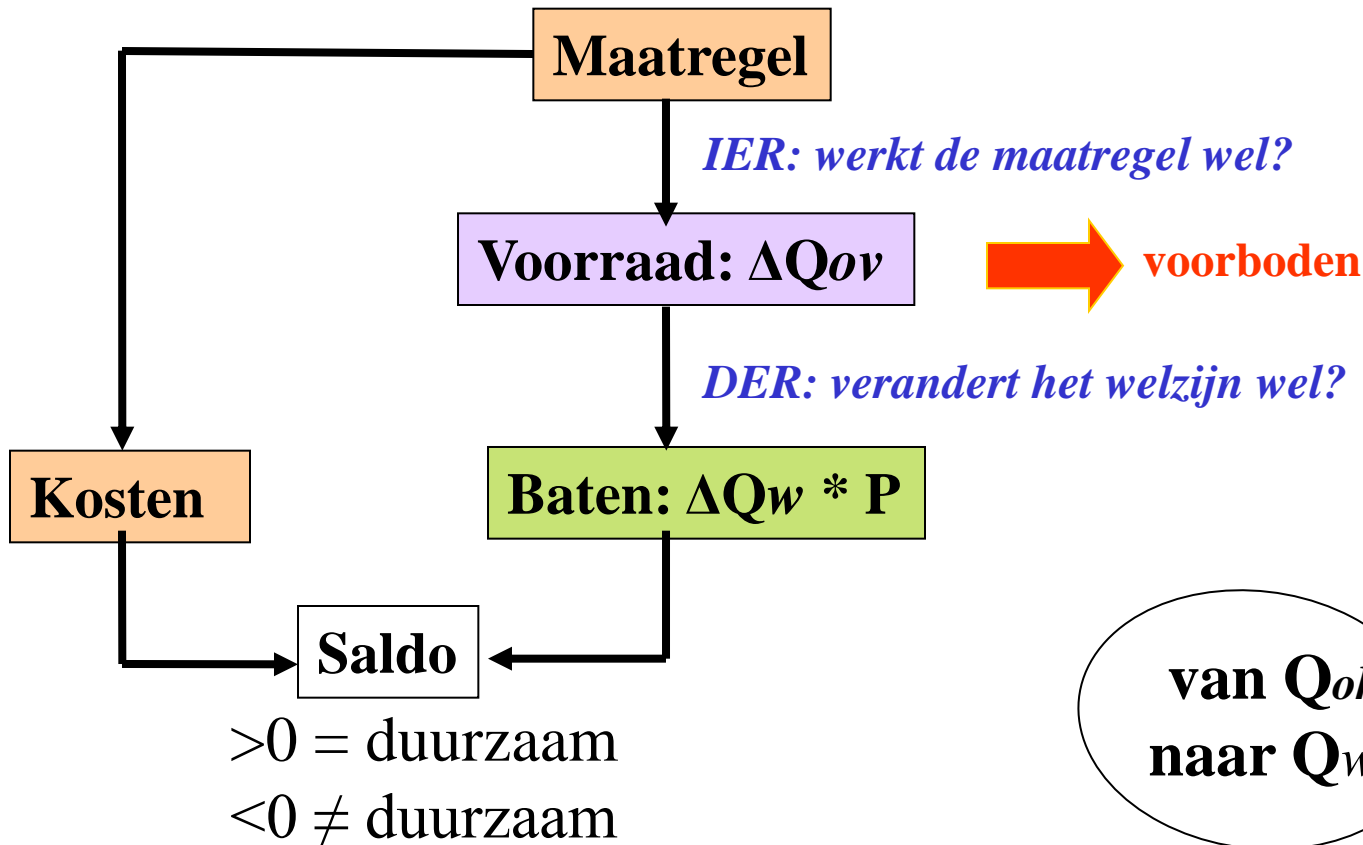 Maatregel
IER: werkt de maatregel wel?
Voorraad: ΔQov
voorboden
DER: verandert het welzijn wel?
Kosten
Baten: ΔQw * P
Saldo
>0 = duurzaam
<0 ≠ duurzaam
van
naar Qw